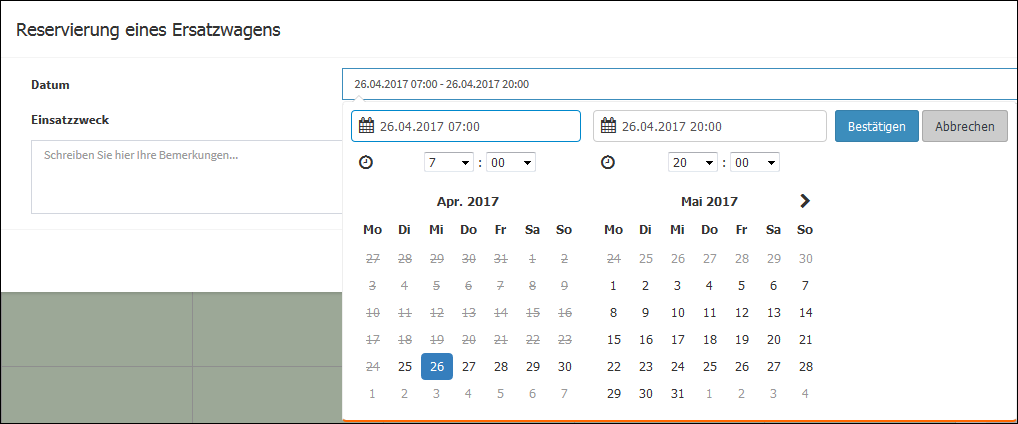 Reservierung eines Ersatzwagens
Datum
26.04.2017 07:00 - 26.04.2017 20:00
26.04.2017 07:00
26.04.2017 20:00
Bestätigen
Abbrechen
Einsatzzweck
Schreiben Sie hier Ihre Bemerkungen...
7 : 00
20 : 00
Apr. 2017
Mo Di Mi Do Fr Sa So
27 28 29 30 31 1 2
3 4 5 6 7 8 9
10 11 12 13 14 15 16
17 18 19 20 21 22 23
24 25 26 27 28 29 30
1 2 3 4 5 6 7
Mai 2017
Mo Di Mi Do Fr Sa So
24 25 26 27 28 29 30
1 2 3 4 5 6 7
8 9 10 11 12 13 14
15 16 17 18 19 20 21
22 23 24 25 26 27 28
29 30 31 1 2 3 4